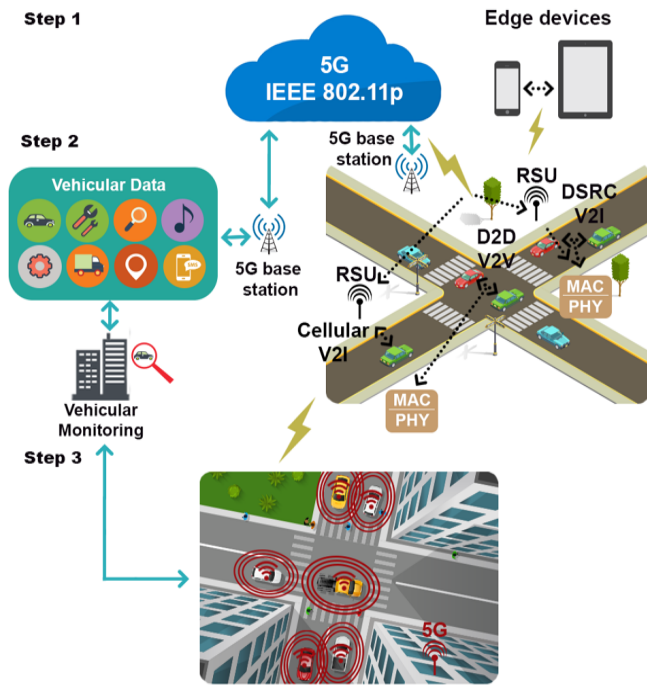 Step 1
Edge devices
5G
IEEE 802.11p
Step 2
5G base
station
Vehicular Data
RSU
DSRC
V2I
D2D
V2V
5G base
station
RSU
MAC
PHY
Cellular
V2I
MAC
PHY
Vehicular
Monitoring
Step 3
5G